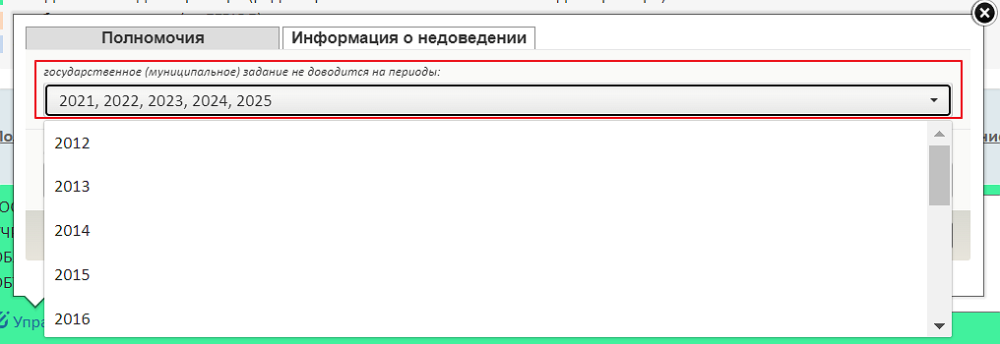 Полномочия
Информация о недоведении
государственное (муниципальное) задание не доводится на периоды:
2021, 2022, 2023, 2024, 2025
2012
2013
2014
2015
2016